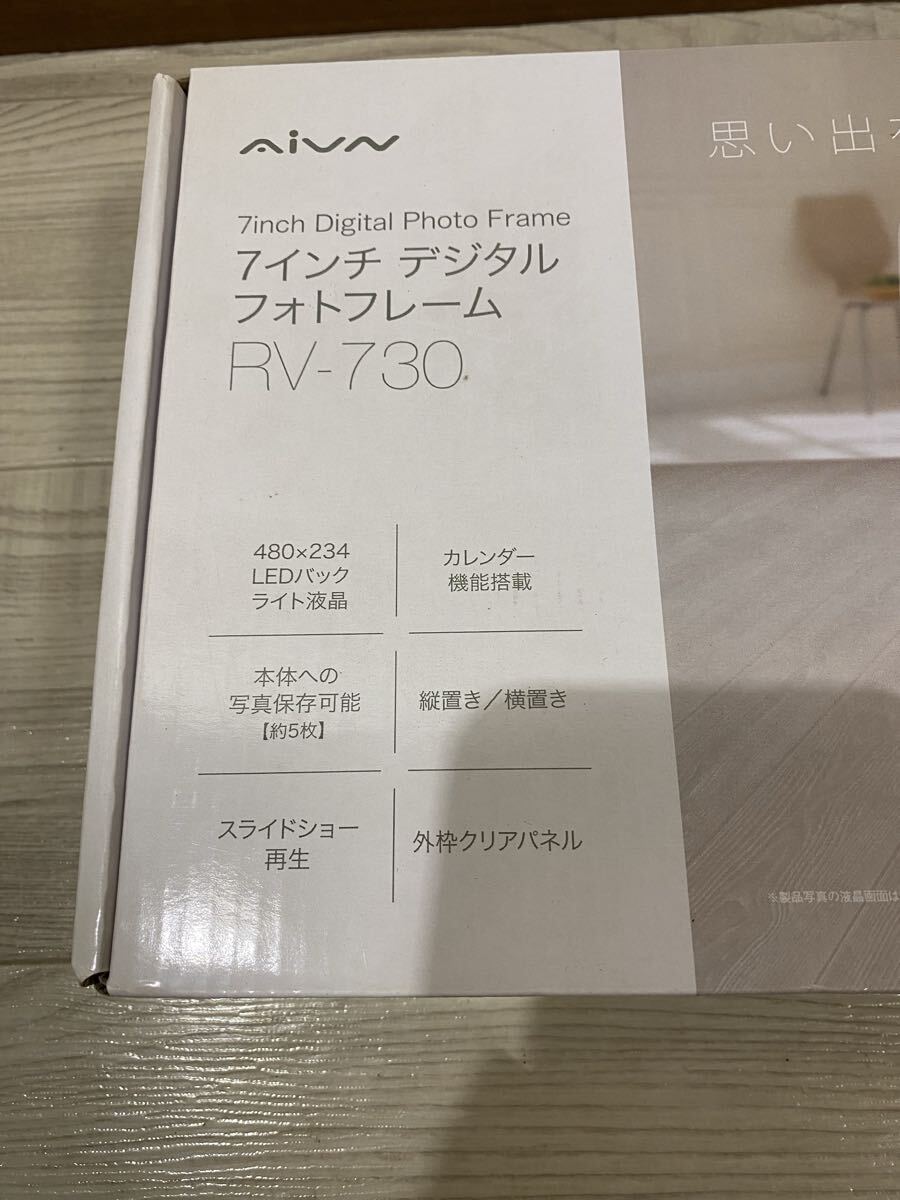 AiVN
7inch Digital Photo Frame
7インチ デジタル
フォトフレーム
RV-730
480×234
LEDバック
ライト液晶
カレンダー
機能搭載
本体への
写真保存可能
【約5枚】
縦置き/横置き
スライドショー
再生
外枠クリアパネル
思い出
※製品写真の液晶画面は